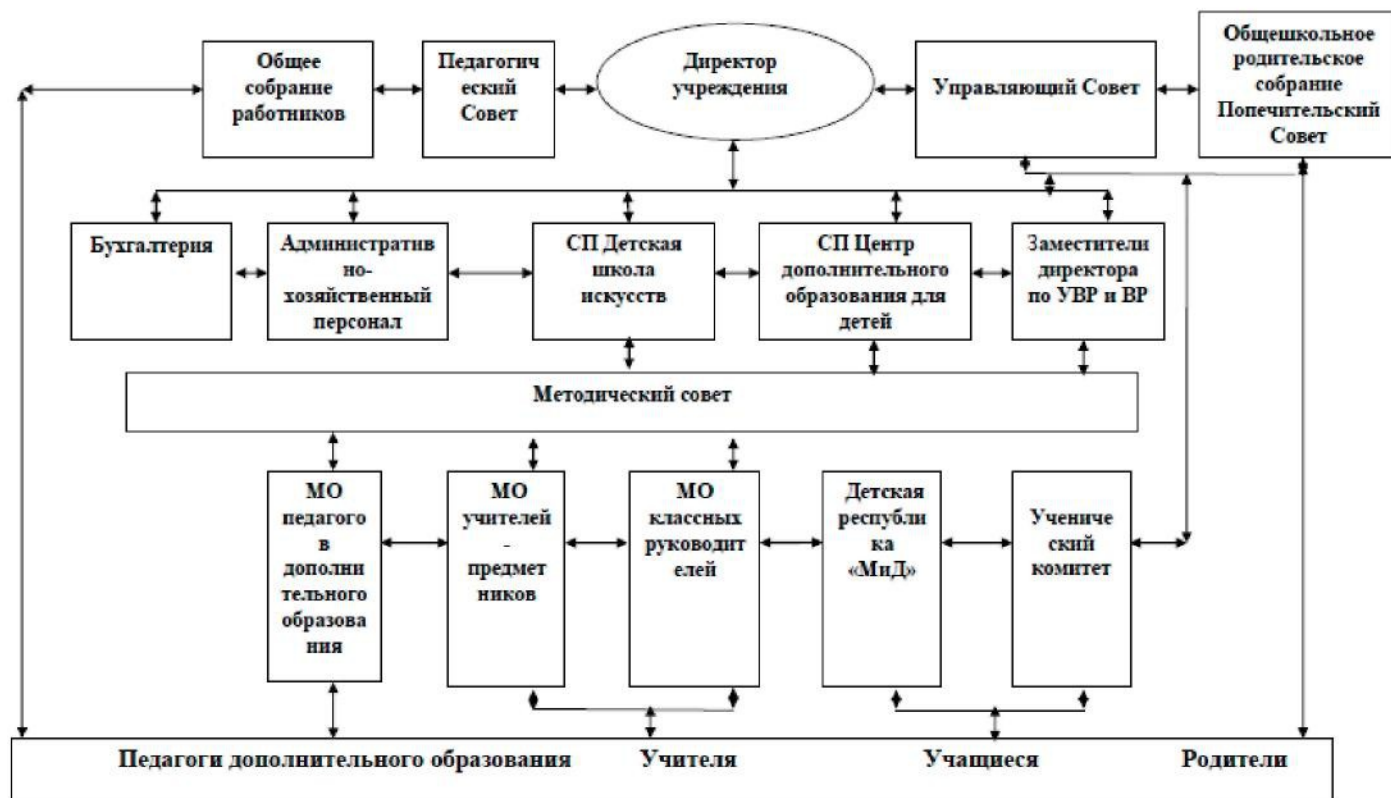 Общее
собрание
работников
Педагогич
еский
Совет
Директор
учреждения
Управляющий Совет
Общешкольное
родительское
собрание
Попечительский
Совет
Бухгалтерия
Административ
но-
хозяйственный
персонал
СП Детская
школа
искусств
СП Центр
дополнительного
образования для
детей
Заместители
директора
по УВР и ВР
Методический совет
МО
педагого
в
дополни
тельного
образова
ния
МО
учителей
-
предмет
ников
МО
классных
руководит
елей
Детская
республи
ка
«МиД»
Ученичес
ский
комитет
Педагоги дополнительного образования
Учителя
Учащиеся
Родители